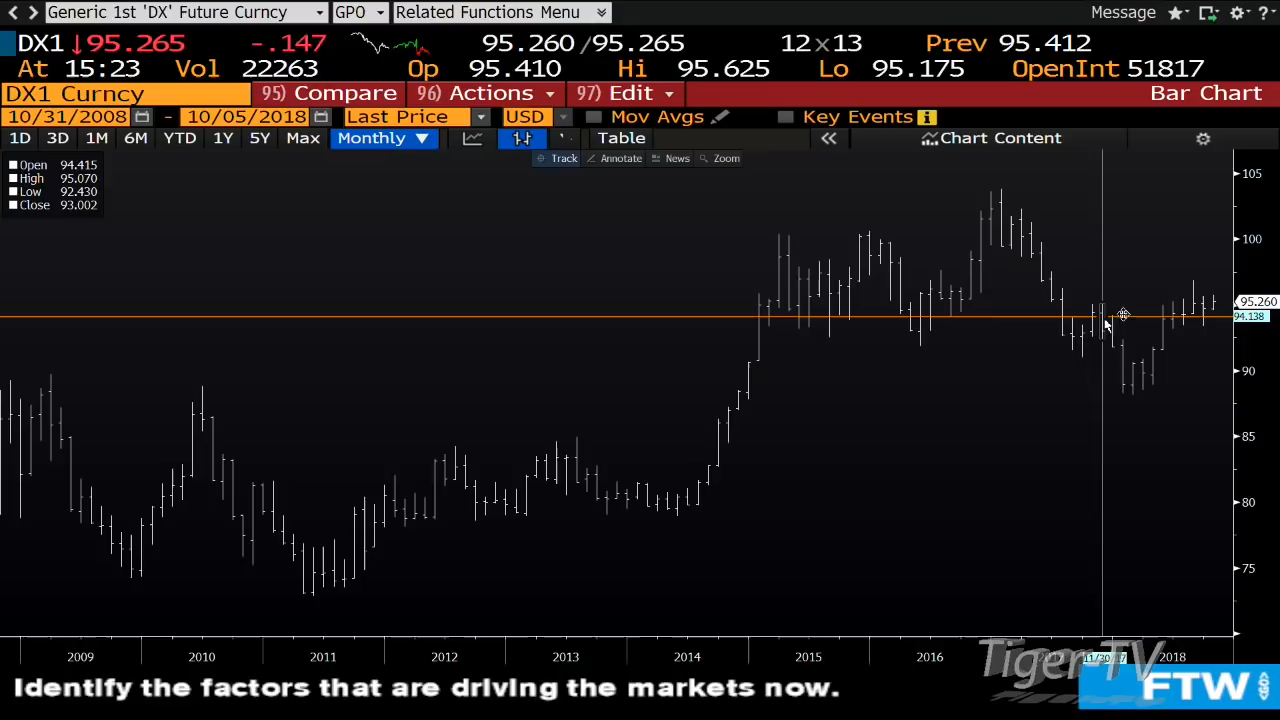 Generic 1st 'DX' Future Curncy GPO Related Functions Menu Message ?
DX1 ↓95.265 -.147 95.260/95.265 12x13 Prev 95.412
At 15:23 Vol 22263 Op 95.410 Hi 95.625 Lo 95.175 OpenInt 51817
DX1 Curncy 95) Compare 96) Actions 97) Edit Bar Chart
10/31/2008 - 10/05/2018 Last Price USD Mov Avgs Key Events
1D 3D 1M 6M YTD 1Y 5Y Max Monthly ▼ Table « Chart Content
Track Annotate News Zoom
Open 94.415
High 95.070
Low 92.430
Close 93.002
105
100
95.260
94.138
90
85
80
75
2009 2010 2011 2012 2013 2014 2015 2016 11/30/17 2018
Tiger-TV
Identify the factors that are driving the markets now.
FTW